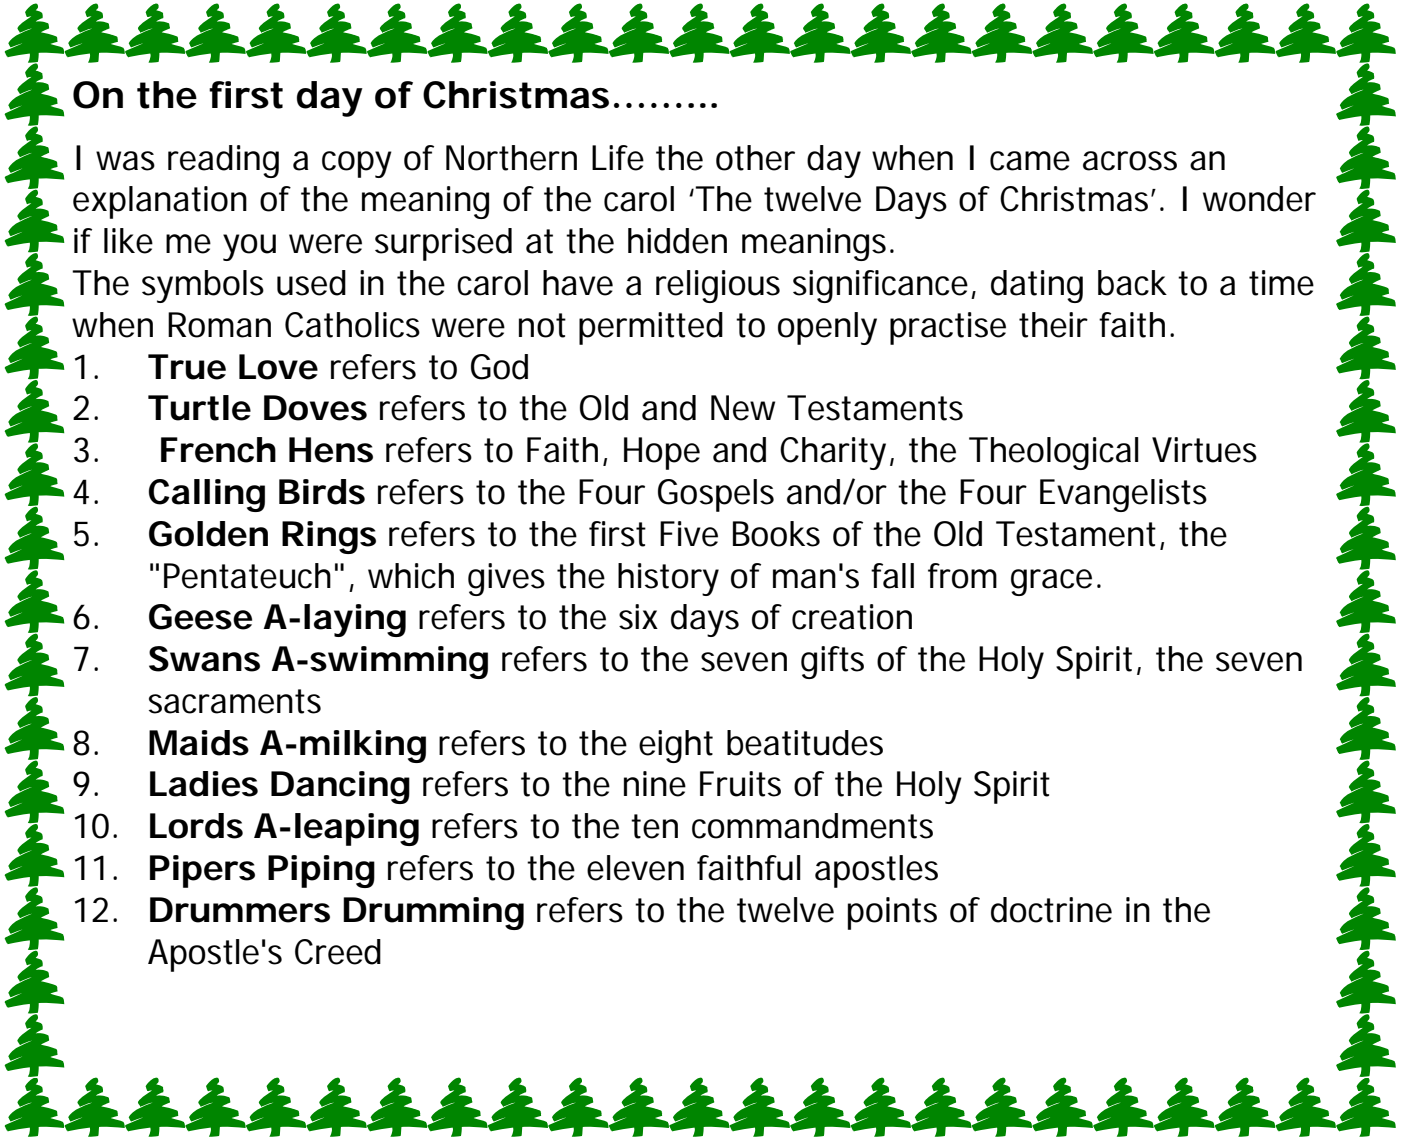 On the first day of Christmas.........
I was reading a copy of Northern Life the other day when I came across an
explanation of the meaning of the carol ‘The twelve Days of Christmas’. I wonder
if like me you were surprised at the hidden meanings.
The symbols used in the carol have a religious significance, dating back to a time
when Roman Catholics were not permitted to openly practise their faith.
1. True Love refers to God
2. Turtle Doves refers to the Old and New Testaments
3. French Hens refers to Faith, Hope and Charity, the Theological Virtues
4. Calling Birds refers to the Four Gospels and/or the Four Evangelists
5. Golden Rings refers to the first Five Books of the Old Testament, the
"Pentateuch", which gives the history of man's fall from grace.
6. Geese A-laying refers to the six days of creation
7. Swans A-swimming refers to the seven gifts of the Holy Spirit, the seven
sacraments
8. Maids A-milking refers to the eight beatitudes
9. Ladies Dancing refers to the nine Fruits of the Holy Spirit
10. Lords A-leaping refers to the ten commandments
11. Pipers Piping refers to the eleven faithful apostles
12. Drummers Drumming refers to the twelve points of doctrine in the
Apostle's Creed